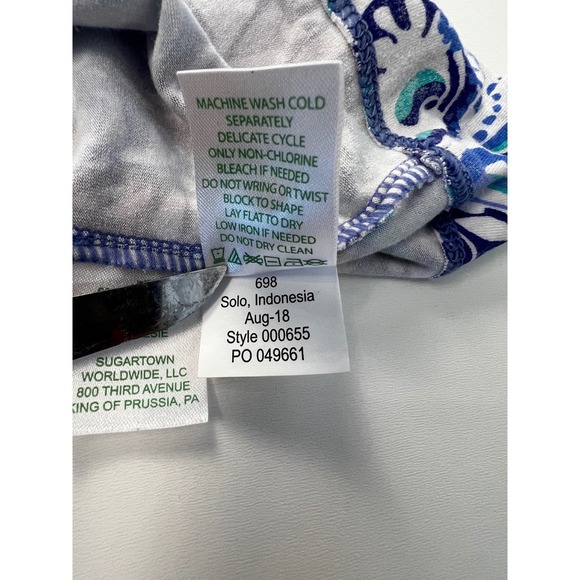 MACHINE WASH COLD
SEPARATELY
DELICATE CYCLE
ONLY NON-CHLORINE
BLEACH IF NEEDED
DO NOT WRING OR TWIST
BLOCK TO SHAPE
LAY FLAT TO DRY
LOW IRON IF NEEDED
DO NOT DRY CLEAN
698
Solo, Indonesia
Aug-18
Style 000655
PO 049661
SUGARTOWN
WORLDWIDE, LLC
800 THIRD AVENUE
KING OF PRUSSIA, PA